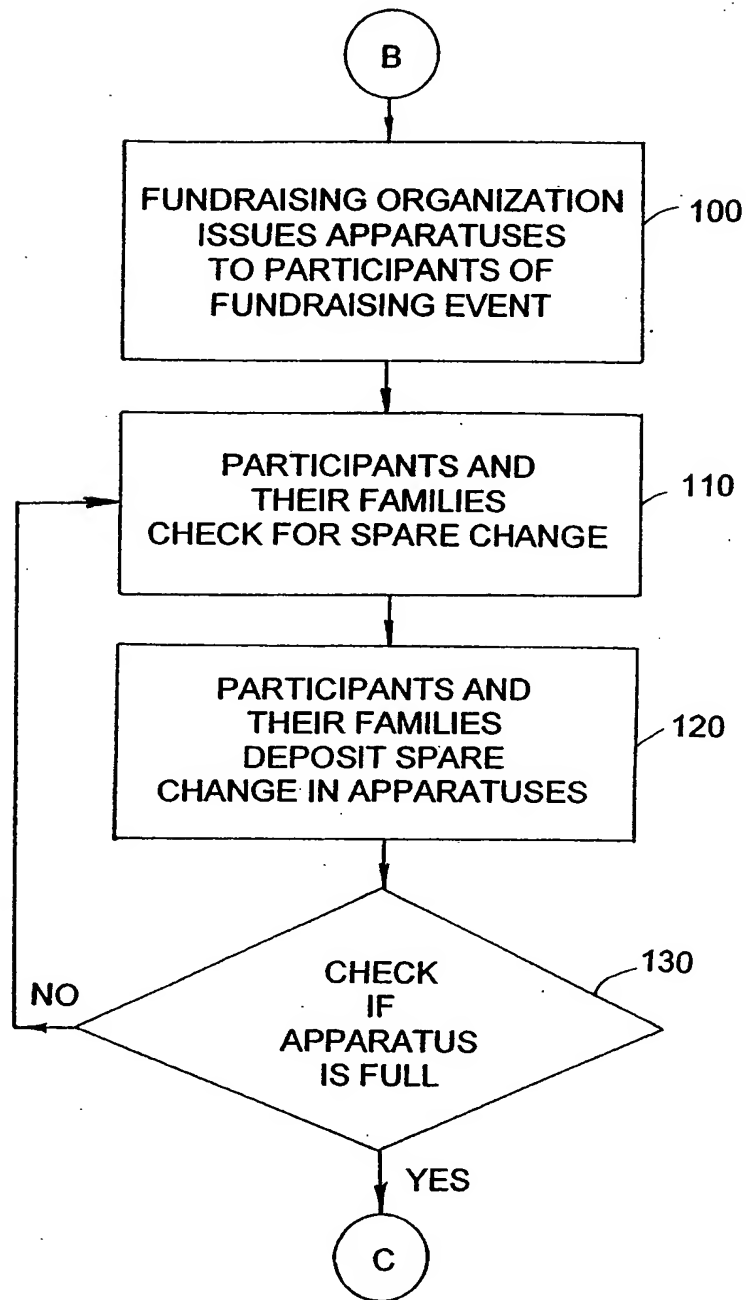 B
FUNDRAISING ORGANIZATION
ISSUES APPARATUSES
TO PARTICIPANTS OF
FUNDRAISING EVENT
100
PARTICIPANTS AND
THEIR FAMILIES
CHECK FOR SPARE CHANGE
110
PARTICIPANTS AND
THEIR FAMILIES
DEPOSIT SPARE
CHANGE IN APPARATUSES
120
CHECK
IF
APPARATUS
IS FULL
130
NO
YES
C